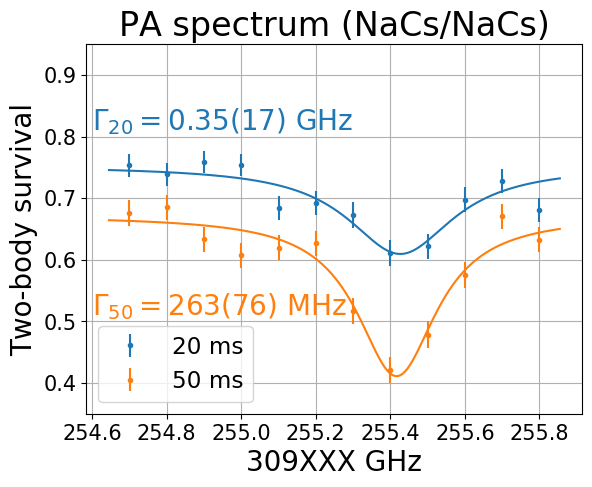 PA spectrum (NaCs/NaCs)
Two-body survival
0.9
0.8
0.7
0.6
0.5
0.4
Γ₂₀ = 0.35(17) GHz
Γ₅₀ = 263(76) MHz
20 ms
50 ms
254.6 254.8 255.0 255.2 255.4 255.6 255.8
309XXX GHz